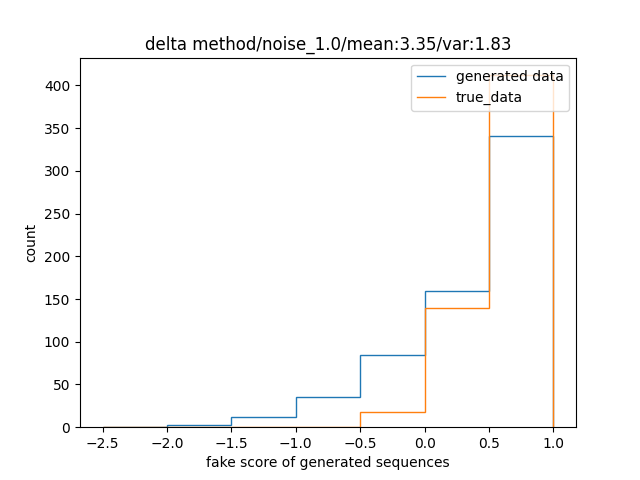 delta method/noise_1.0/mean:3.35/var:1.83
generated data
true_data
400
350
300
250
200
150
100
50
0
count
−2.5 −2.0 −1.5 −1.0 −0.5 0.0 0.5 1.0
fake score of generated sequences